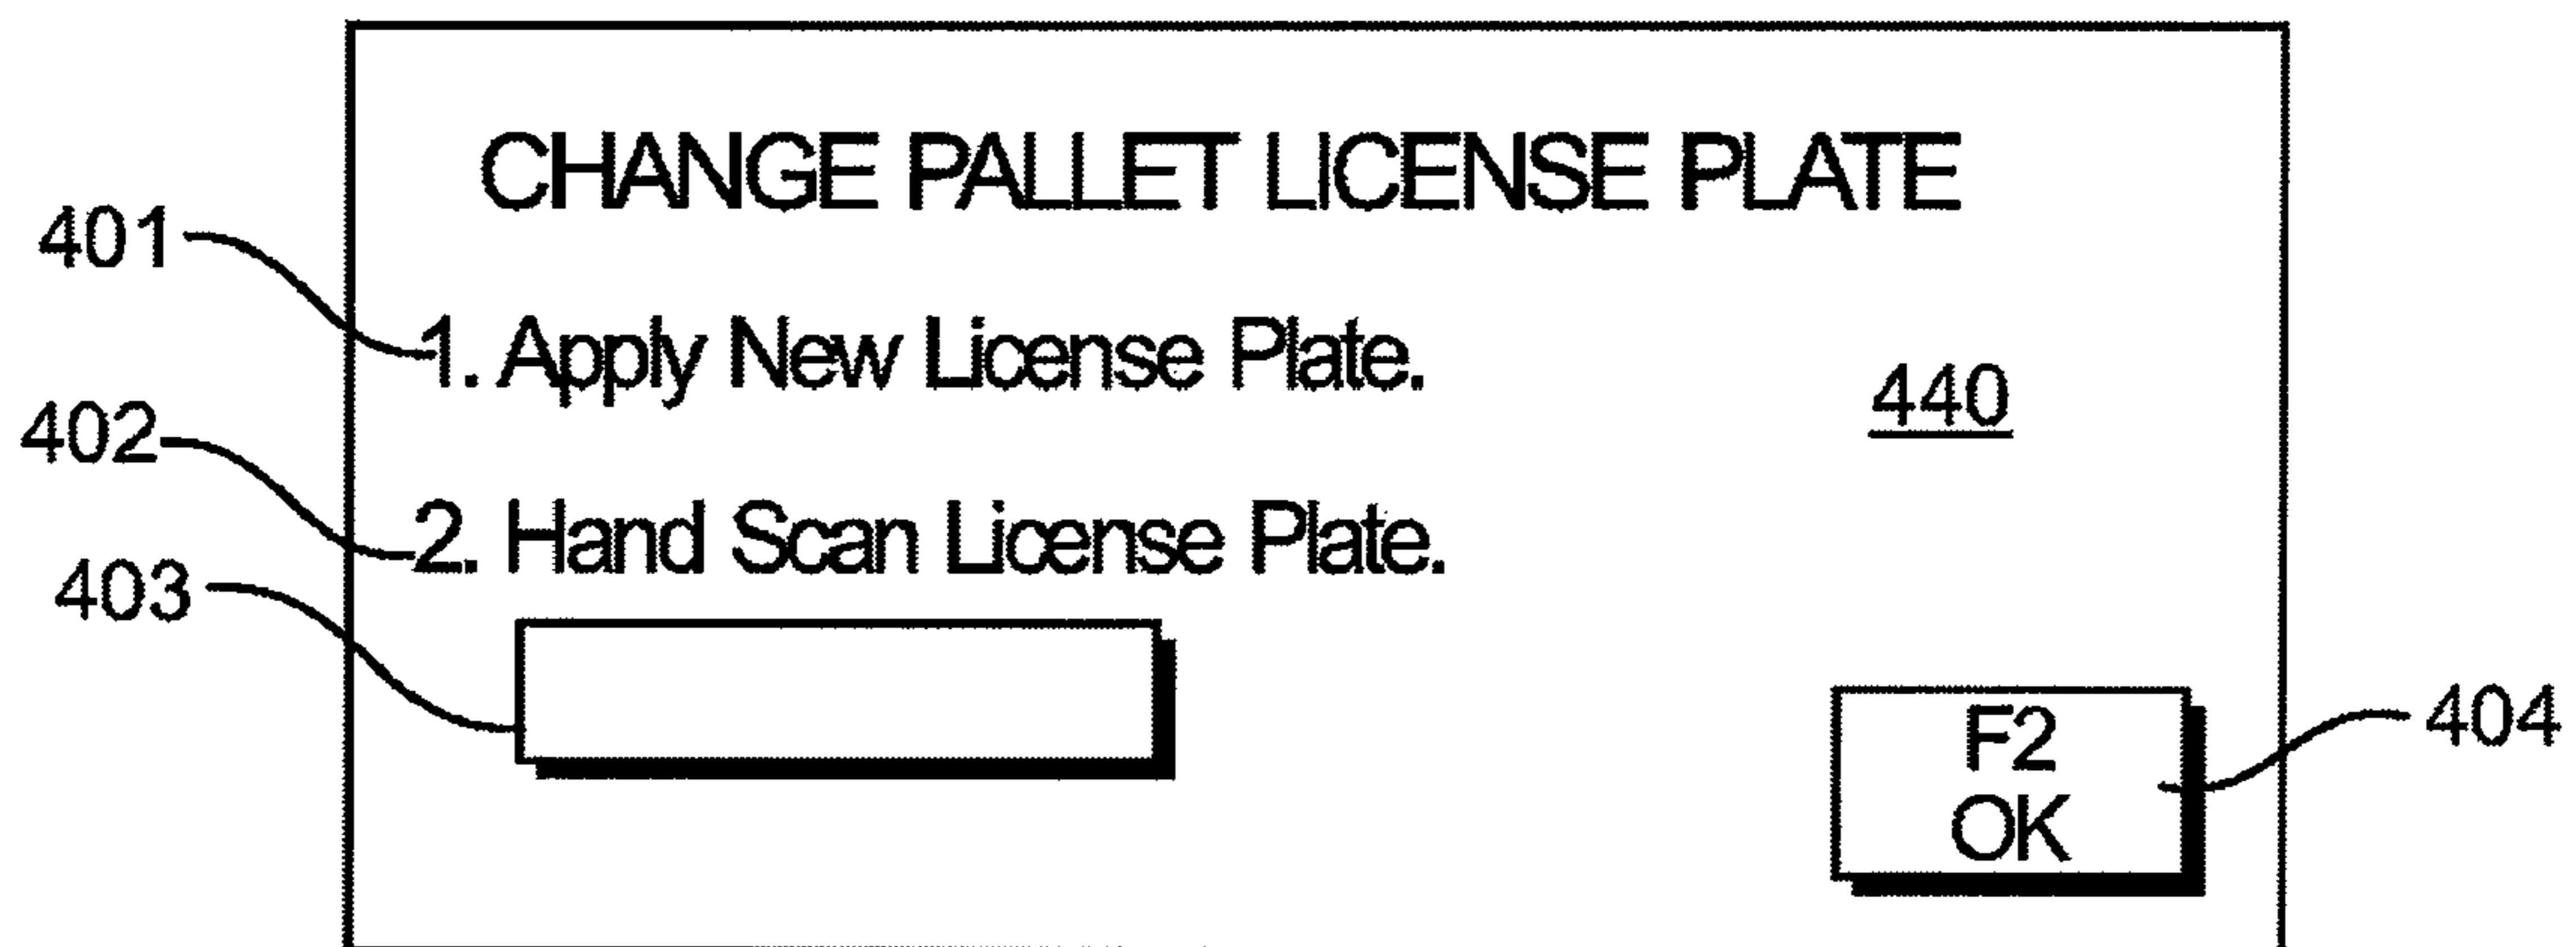 CHANGE PALLET LICENSE PLATE
401
1. Apply New License Plate.
440
402
2. Hand Scan License Plate.
403
F2
OK
404